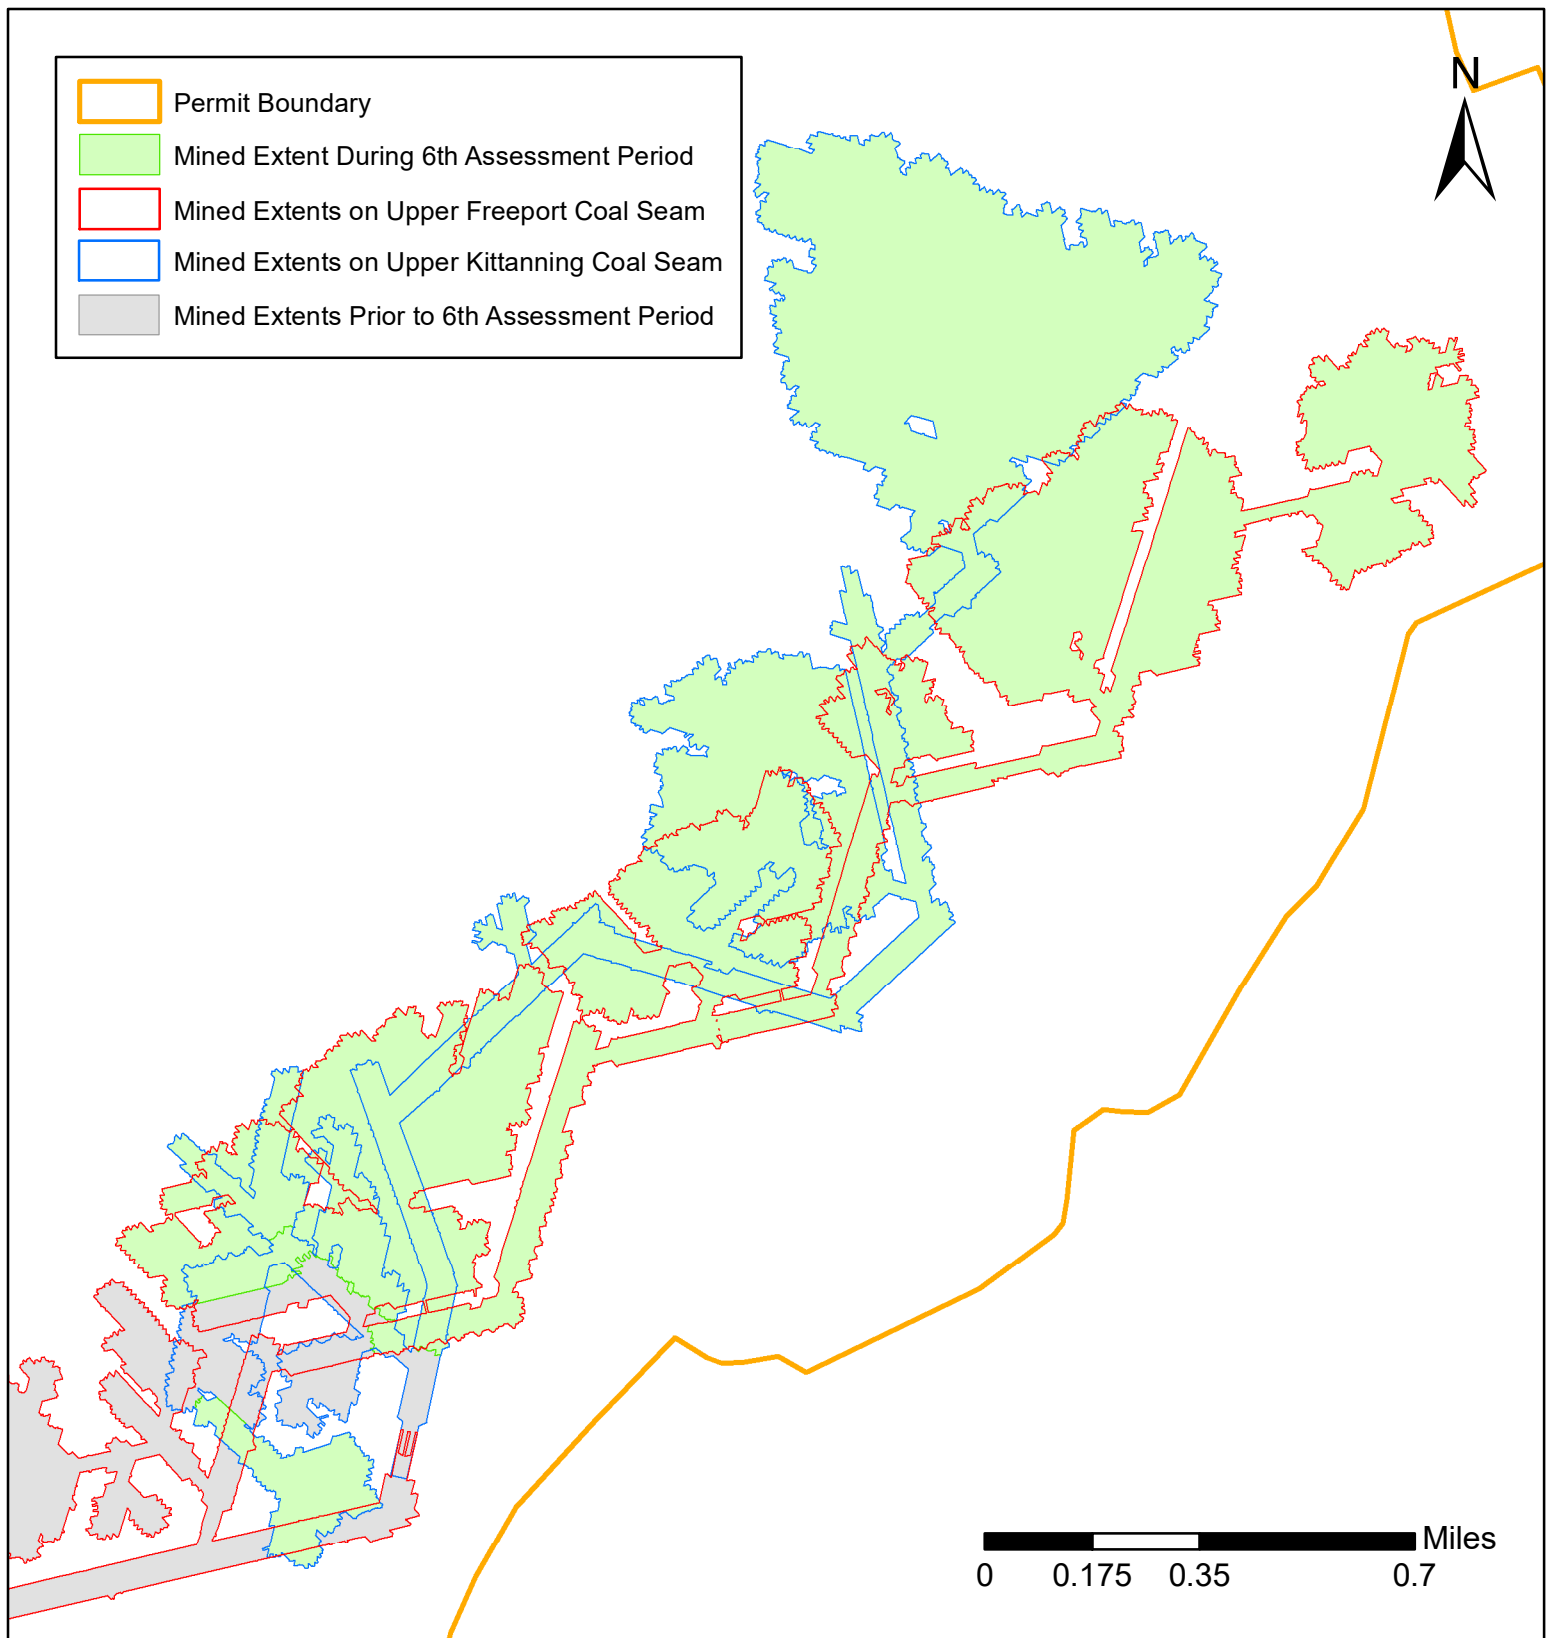 N
Permit Boundary
Mined Extent During 6th Assessment Period
Mined Extents on Upper Freeport Coal Seam
Mined Extents on Upper Kittanning Coal Seam
Mined Extents Prior to 6th Assessment Period
Miles
0 0.175 0.35 0.7